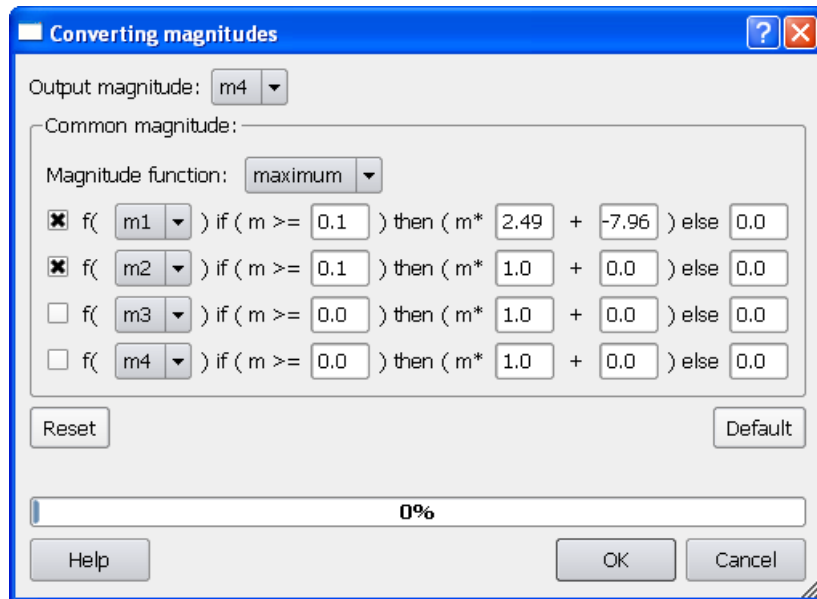 Converting magnitudes
Output magnitude: m4
Common magnitude:
Magnitude function: maximum
f( m1 ) if ( m >= 0.1 ) then ( m* 2.49 + -7.96 ) else 0.0
f( m2 ) if ( m >= 0.1 ) then ( m* 1.0 + 0.0 ) else 0.0
f( m3 ) if ( m >= 0.0 ) then ( m* 1.0 + 0.0 ) else 0.0
f( m4 ) if ( m >= 0.0 ) then ( m* 1.0 + 0.0 ) else 0.0
Reset Default
0%
Help OK Cancel